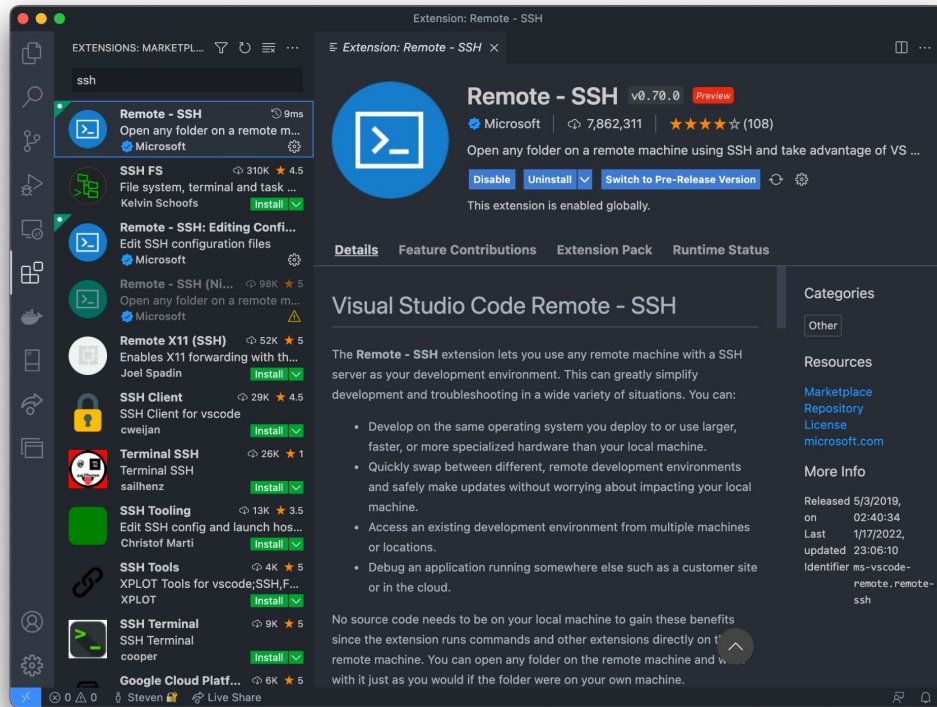 Extension: Remote - SSH
EXTENSIONS: MARKETPL...
ssh
Remote - SSH 9ms
Open any folder on a remote m...
Microsoft
SSH FS 310K ★ 4.5
File system, terminal and task ...
Kelvin Schoofs Install
Remote - SSH: Editing Confi...
Edit SSH configuration files
Microsoft
Remote - SSH (Ni... 98K ★ 5
Open any folder on a remote m...
Microsoft
Remote X11 (SSH) 52K ★ 5
Enables X11 forwarding with th...
Joel Spadin Install
SSH Client 29K ★ 4.5
SSH Client for vscode
cweijan Install
Terminal SSH 26K ★ 1
Terminal SSH
sailhenz Install
SSH Tooling 13K ★ 3.5
Edit SSH config and launch hos...
Christof Marti Install
SSH Tools 4K ★ 5
XPLOT Tools for vscode;SSH,F...
XPLOT Install
SSH Terminal 9K ★ 5
SSH Terminal
cooper Install
Google Cloud Platf... 6K ★ 5
Extension: Remote - SSH
Remote - SSH v0.70.0 Preview
Microsoft 7,862,311 ★★★★☆ (108)
Open any folder on a remote machine using SSH and take advantage of VS ...
Disable Uninstall Switch to Pre-Release Version
This extension is enabled globally.
Details Feature Contributions Extension Pack Runtime Status
Visual Studio Code Remote - SSH
The Remote - SSH extension lets you use any remote machine with a SSH
server as your development environment. This can greatly simplify
development and troubleshooting in a wide variety of situations. You can:
• Develop on the same operating system you deploy to or use larger,
faster, or more specialized hardware than your local machine.
• Quickly swap between different, remote development environments
and safely make updates without worrying about impacting your local
machine.
• Access an existing development environment from multiple machines
or locations.
• Debug an application running somewhere else such as a customer site
or in the cloud.
No source code needs to be on your local machine to gain these benefits
since the extension runs commands and other extensions directly on
remote machine. You can open any folder on the remote machine and
with it just as you would if the folder were on your own machine.
Categories
Other
Resources
Marketplace
Repository
License
microsoft.com
More Info
Released 5/3/2019,
on 02:40:34
Last 1/17/2022,
updated 23:06:10
Identifier ms-vscode-
remote.remote-
ssh
0 0 Steven Live Share